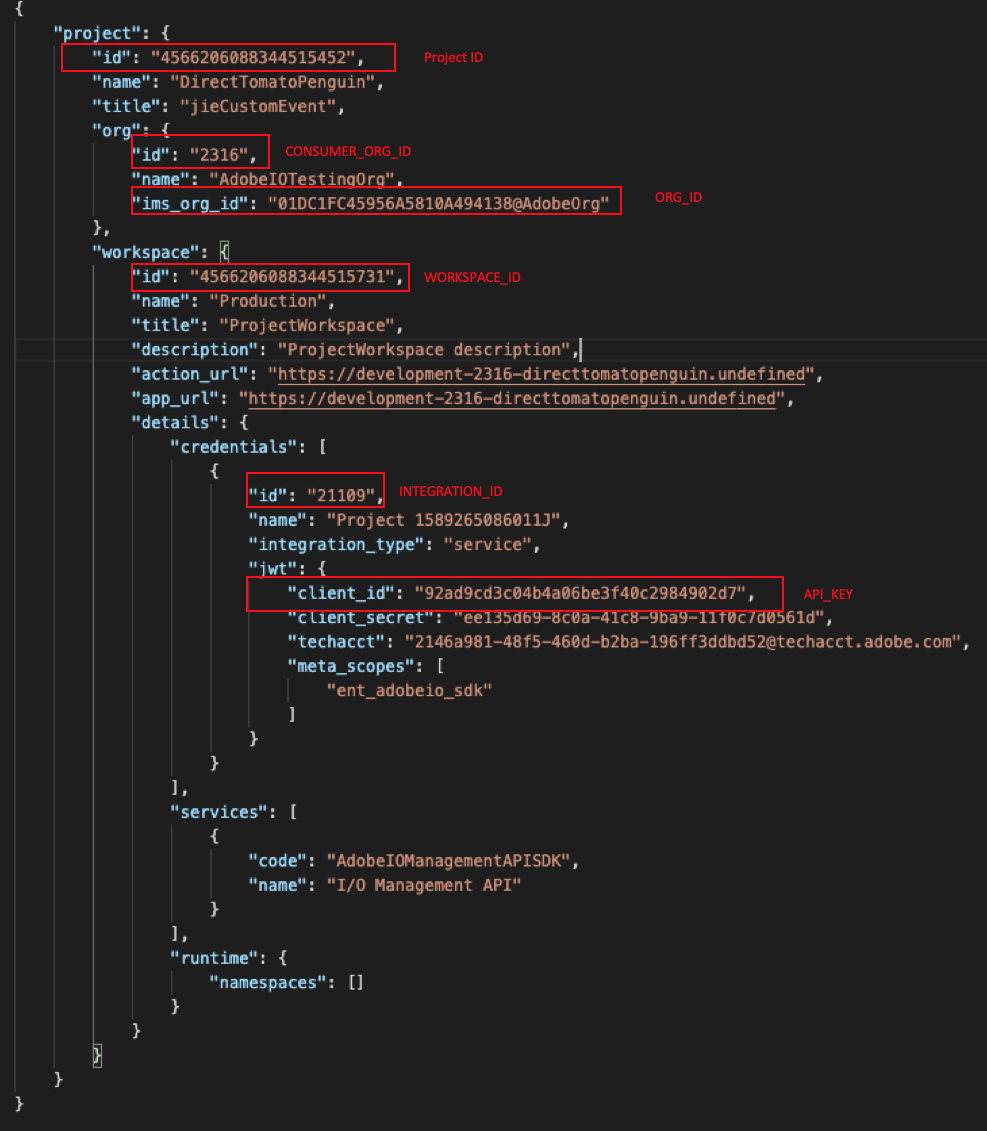 {
"project": {
"id": "4566206088344515452", Project ID
"name": "DirectTomatoPenguin",
"title": "jieCustomEvent",
"org": {
"id": "2316", CONSUMER_ORG_ID
"name": "AdobeIOTestingOrg",
"ims_org_id": "01DC1FC45956A5810A494138@AdobeOrg" ORG_ID
},
"workspace": {
"id": "4566206088344515731", WORKSPACE_ID
"name": "Production",
"title": "ProjectWorkspace",
"description": "ProjectWorkspace description",
"action_url": "https://development-2316-directtomatopenguin.undefined",
"app_url": "https://development-2316-directtomatopenguin.undefined",
"details": {
"credentials": [
{
"id": "21109", INTEGRATION_ID
"name": "Project 1589265086011J",
"integration_type": "service",
"jwt": {
"client_id": "92ad9cd3c04b4a06be3f40c2984902d7", API_KEY
"client_secret": "ee135d69-8c0a-41c8-9ba9-11f0c7d0561d",
"techacct": "2146a981-48f5-460d-b2ba-196ff3ddbd52@techacct.adobe.com",
"meta_scopes": [
"ent_adobeio_sdk"
]
}
}
],
"services": [
{
"code": "AdobeIOManagementAPISDK",
"name": "I/O Management API"
}
],
"runtime": {
"namespaces": []
}
}
}
}
}